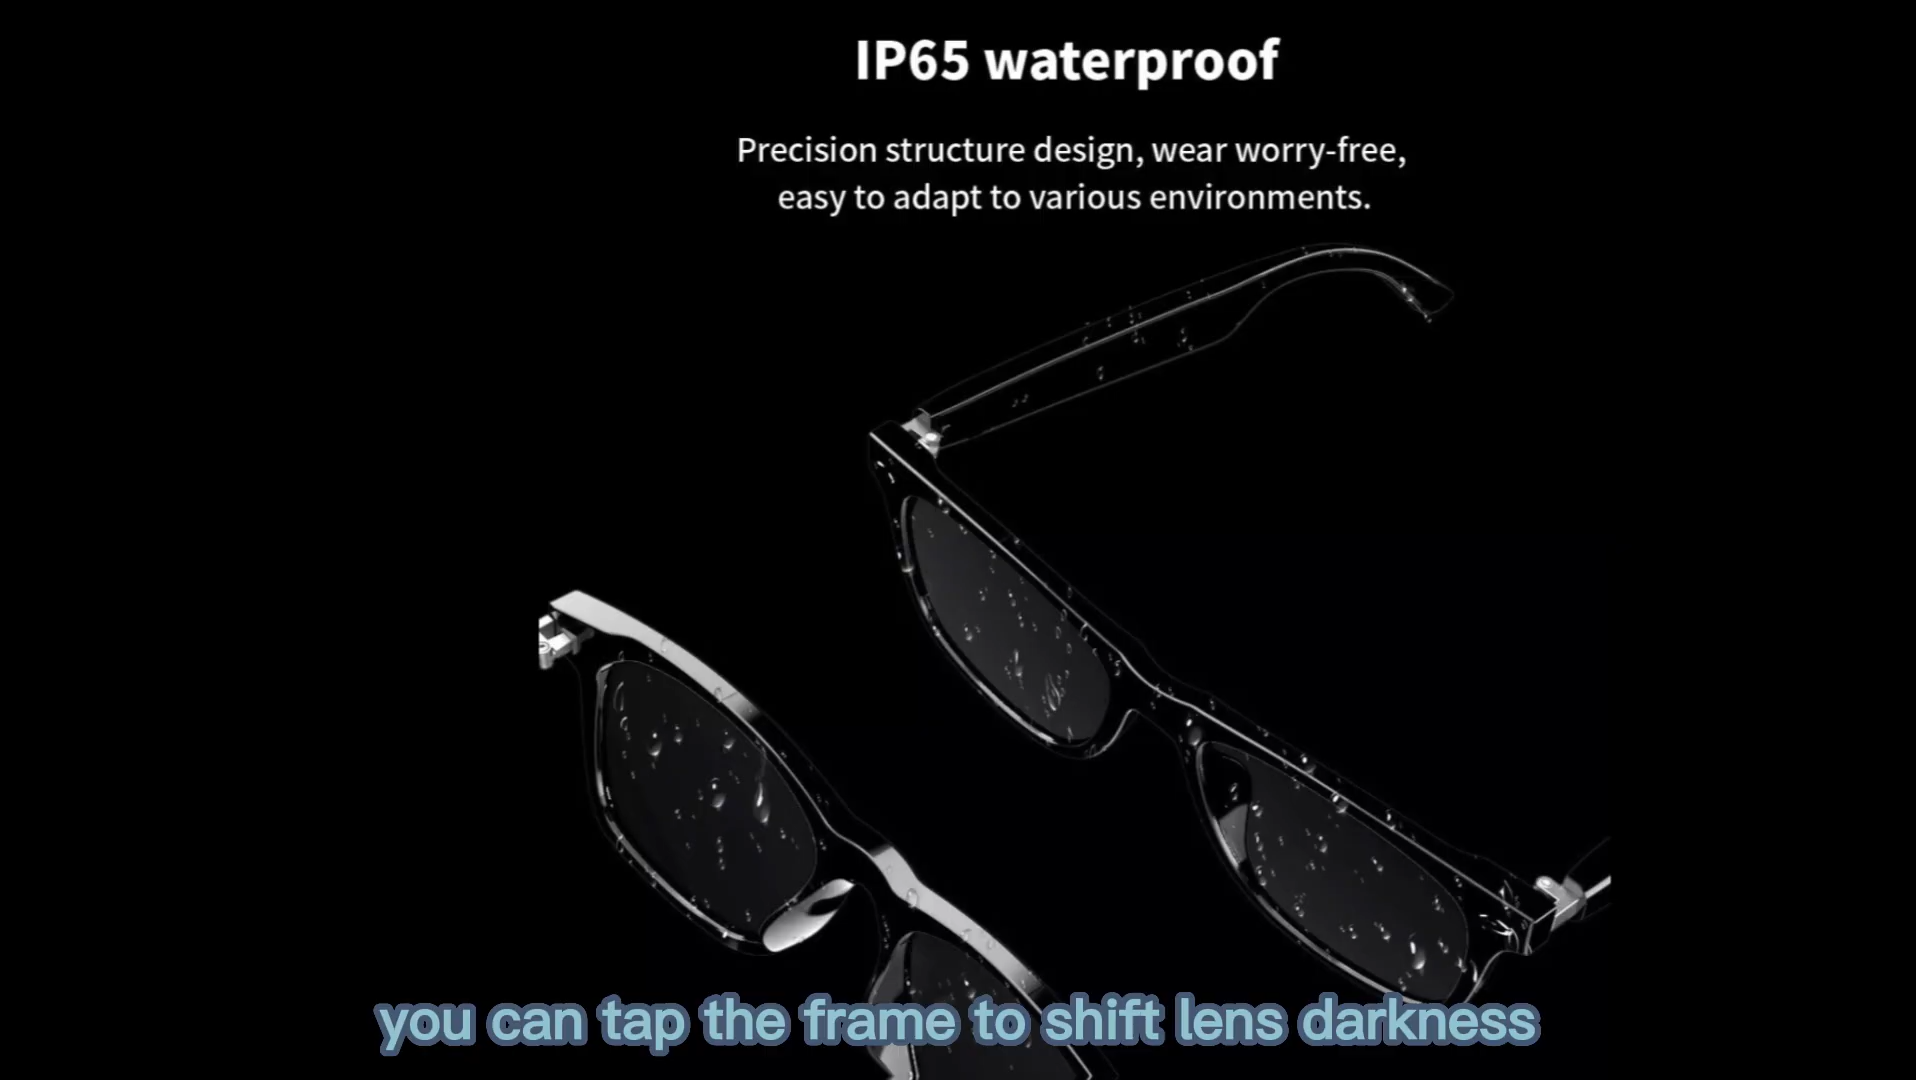 IP65 waterproof
Precision structure design, wear worry-free,
easy to adapt to various environments.
you can tap the frame to shift lens darkness